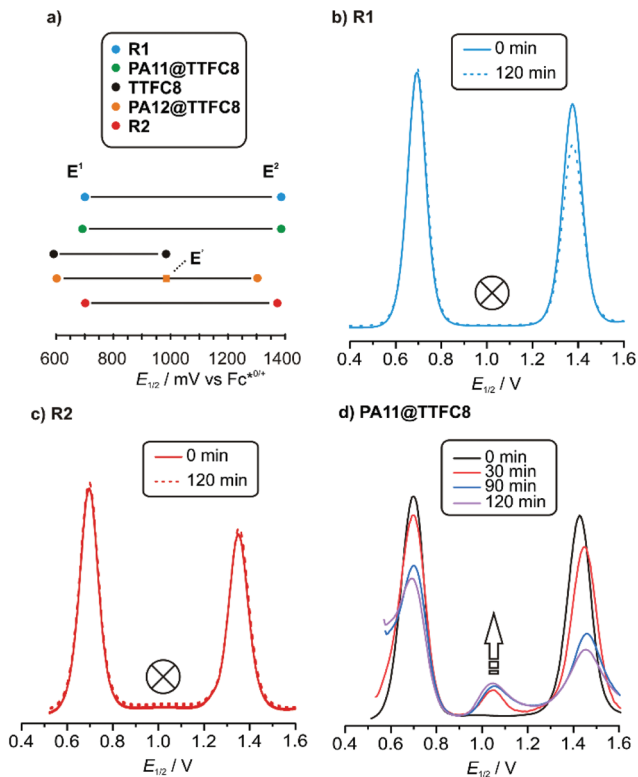 a)
R1
PA11@TTFC8
TTFC8
PA12@TTFC8
R2
E¹ E²
E'
600 800 1000 1200 1400
E1/2 / mV vs Fc*0/+
b) R1
0 min
120 min
0.4 0.6 0.8 1.0 1.2 1.4 1.6
E1/2 / V
c) R2
0 min
120 min
0.4 0.6 0.8 1.0 1.2 1.4 1.6
E1/2 / V
d) PA11@TTFC8
0 min
30 min
90 min
120 min
0.4 0.6 0.8 1.0 1.2 1.4 1.6
E1/2 / V